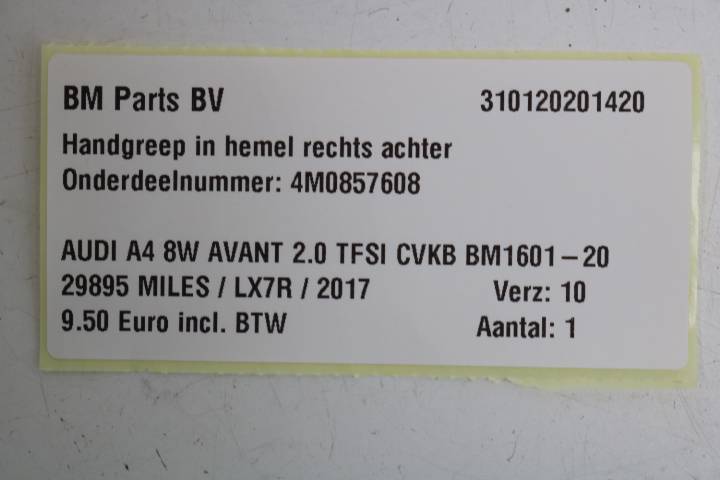 BM Parts BV 310120201420
Handgreep in hemel rechts achter
Onderdeelnummer: 4M0857608
AUDI A4 8W AVANT 2.0 TFSI CVKB BM1601-20
29895 MILES / LX7R / 2017 Verz: 10
9.50 Euro incl. BTW Aantal: 1